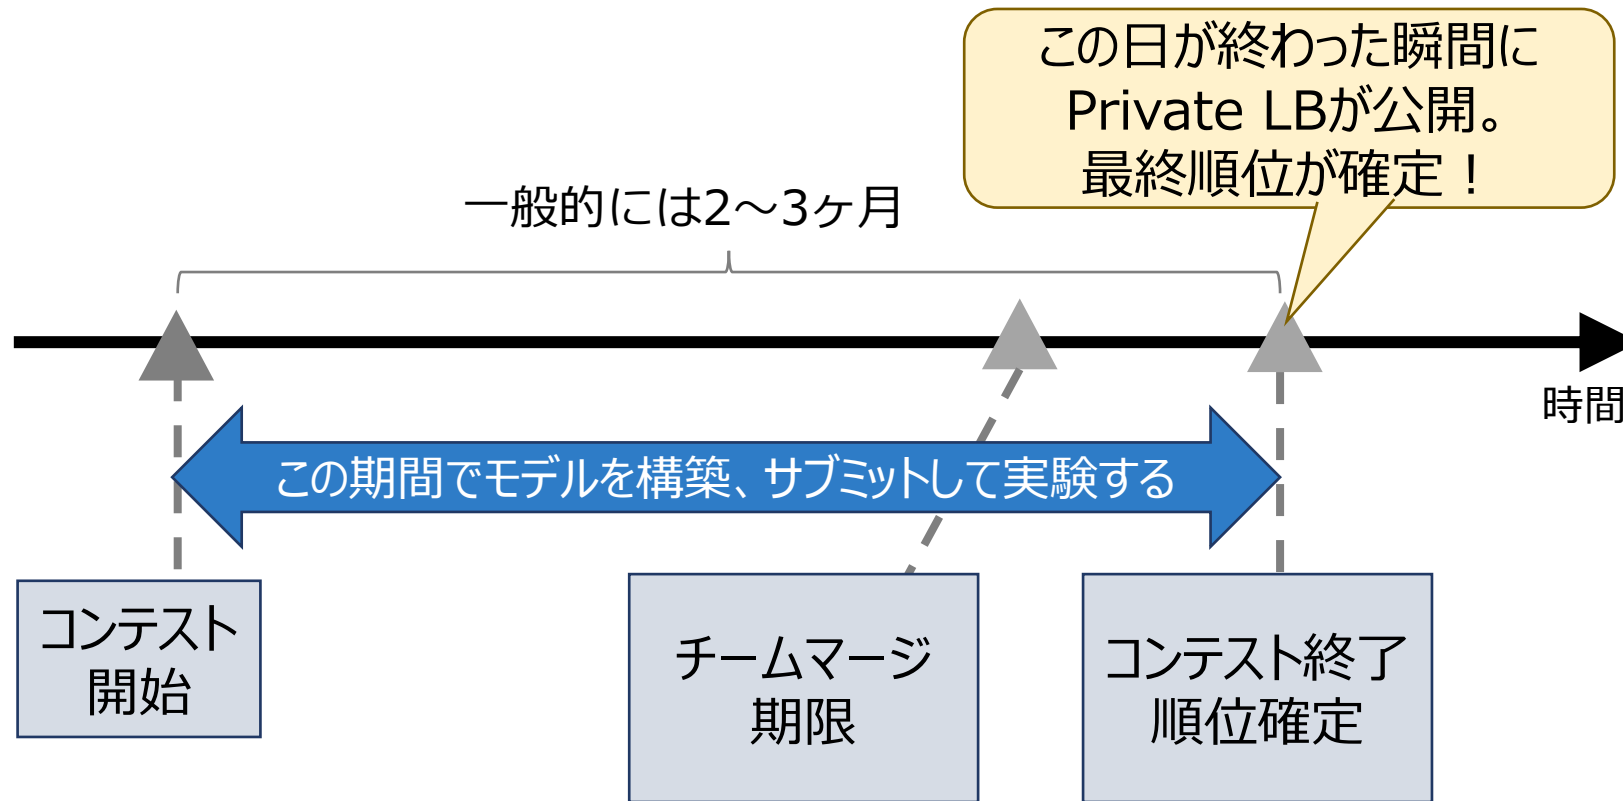 この日が終わった瞬間に
Private LBが公開。
最終順位が確定！
一般的には2～3ヶ月
時間
この期間でモデルを構築、サブミットして実験する
コンテスト
開始
チームマージ
期限
コンテスト終了
順位確定